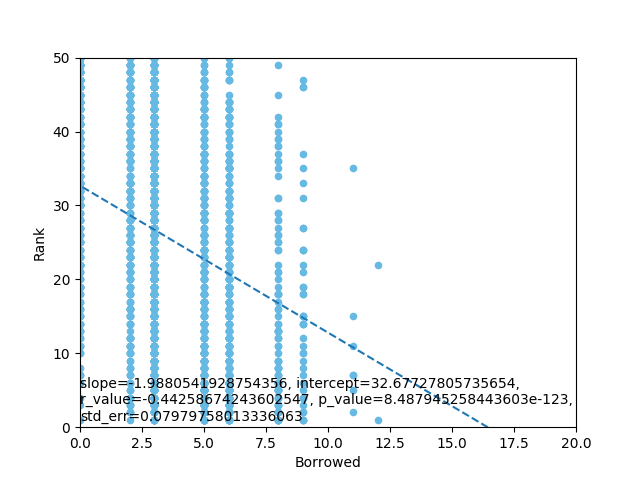 50
40
30
20
10
0
Rank
slope=-1.9880541928754356, intercept=32.67727805735654,
r_value=-0.44258674243602547, p_value=8.487945258443603e-123,
std_err=0.07979758013336063
0.0 2.5 5.0 7.5 10.0 12.5 15.0 17.5 20.0
Borrowed